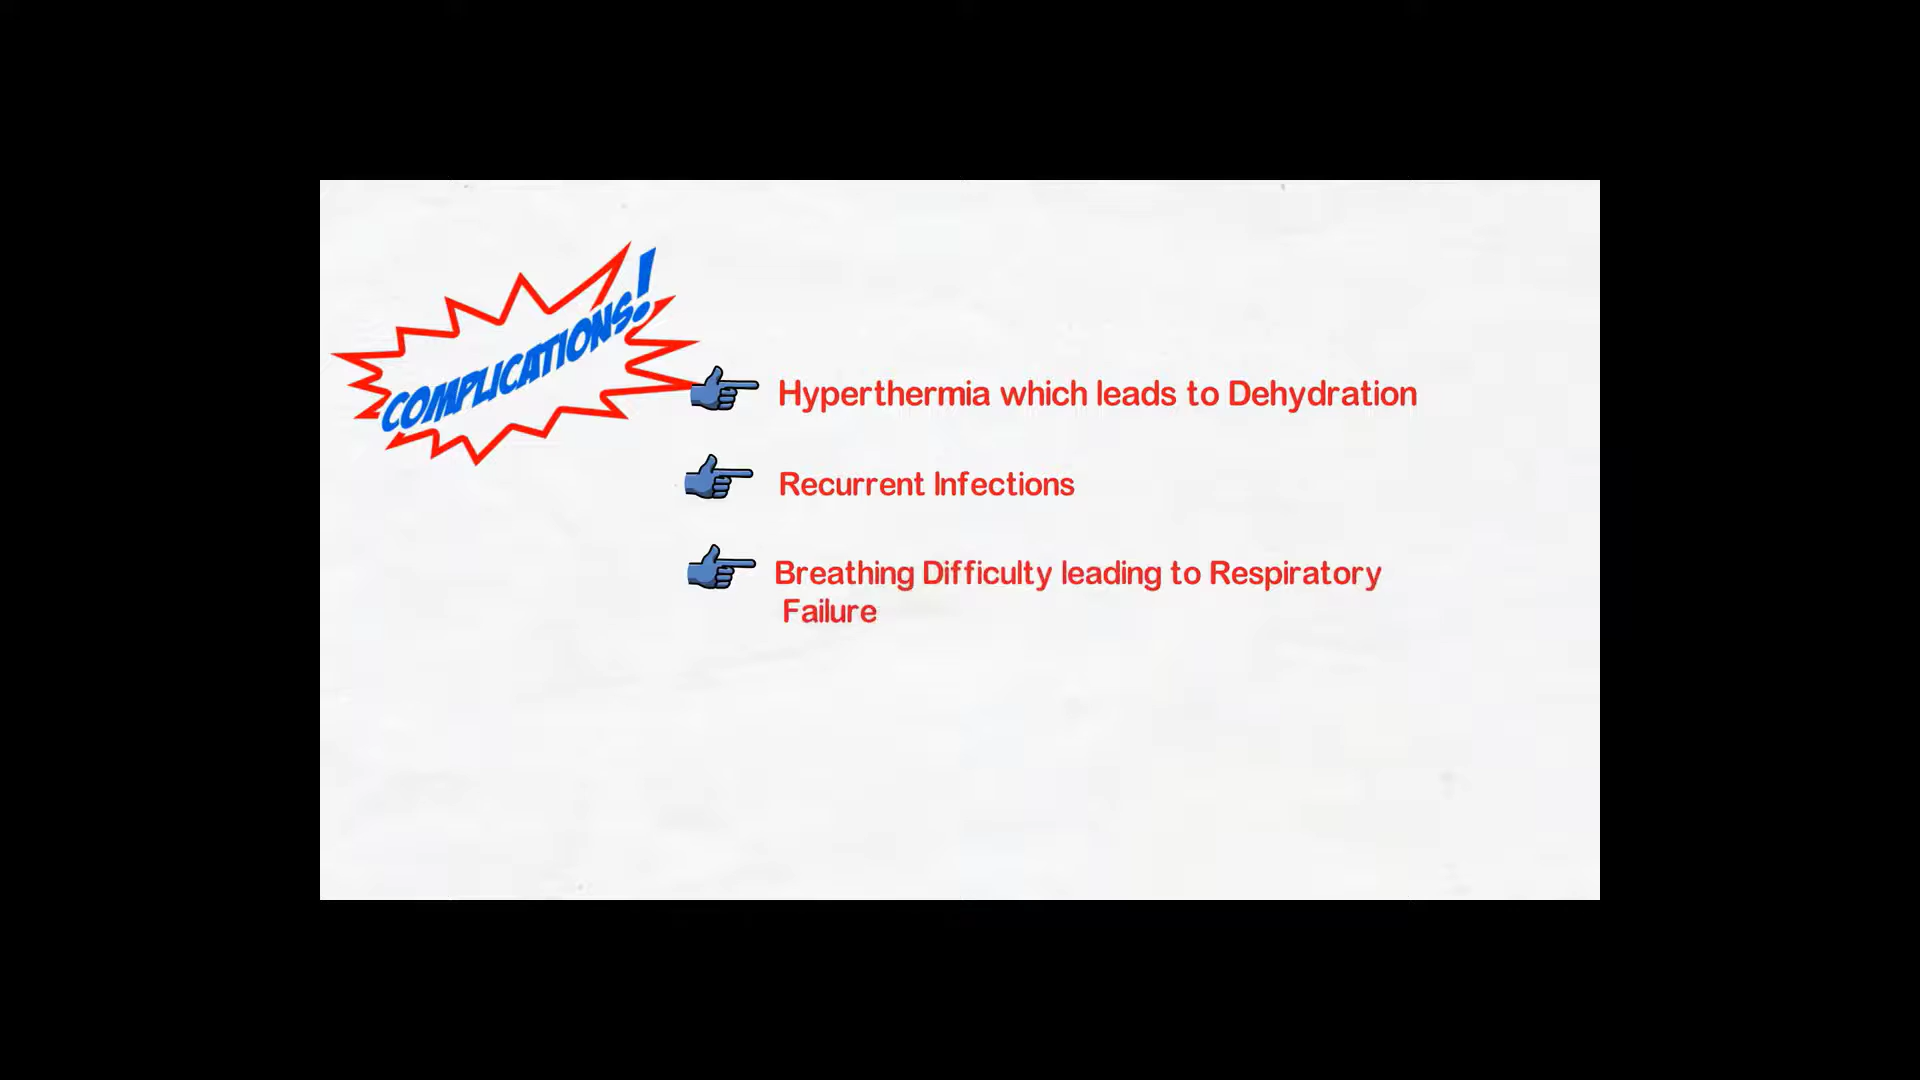 COMPLICATIONS!
Hyperthermia which leads to Dehydration
Recurrent Infections
Breathing Difficulty leading to Respiratory
Failure